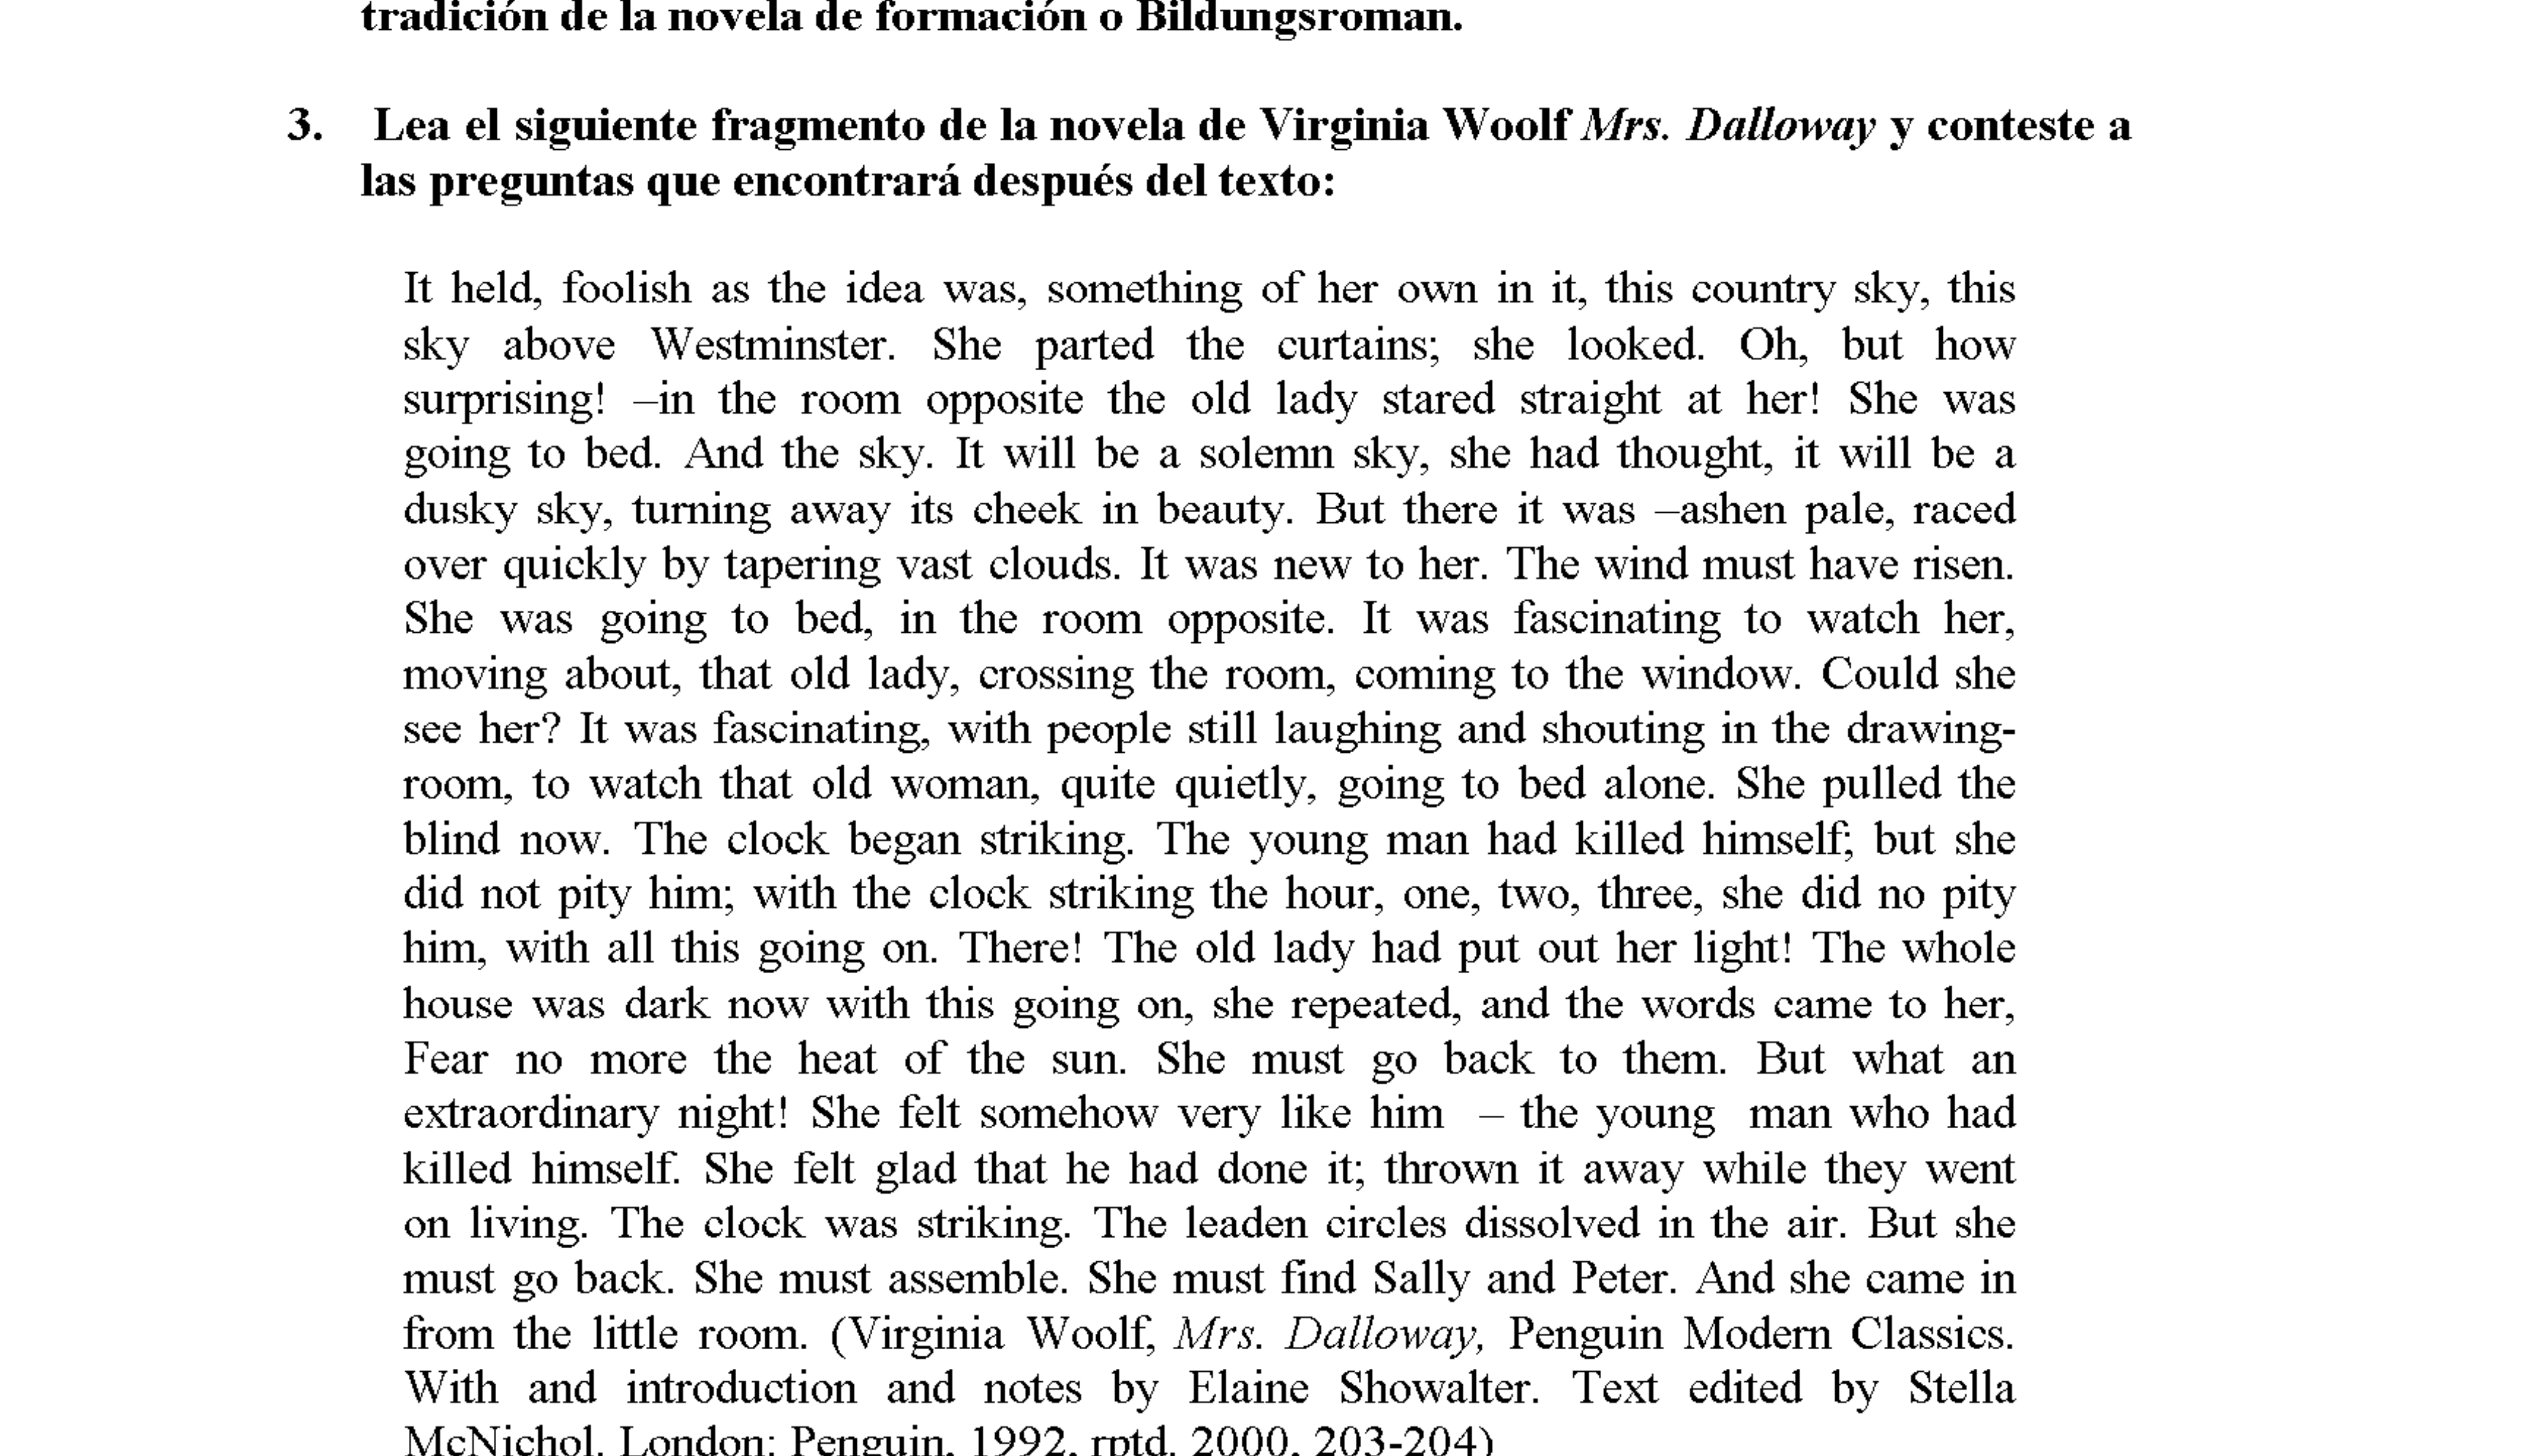 tradición de la novela de formación o Bildungsroman.
3. Lea el siguiente fragmento de la novela de Virginia Woolf Mrs. Dalloway y conteste a
las preguntas que encontrará después del texto:
It held, foolish as the idea was, something of her own in it, this country sky, this
sky above Westminster. She parted the curtains; she looked. Oh, but how
surprising! –in the room opposite the old lady stared straight at her! She was
going to bed. And the sky. It will be a solemn sky, she had thought, it will be a
dusky sky, turning away its cheek in beauty. But there it was –ashen pale, raced
over quickly by tapering vast clouds. It was new to her. The wind must have risen.
She was going to bed, in the room opposite. It was fascinating to watch her,
moving about, that old lady, crossing the room, coming to the window. Could she
see her? It was fascinating, with people still laughing and shouting in the drawing-
room, to watch that old woman, quite quietly, going to bed alone. She pulled the
blind now. The clock began striking. The young man had killed himself; but she
did not pity him; with the clock striking the hour, one, two, three, she did no pity
him, with all this going on. There! The old lady had put out her light! The whole
house was dark now with this going on, she repeated, and the words came to her,
Fear no more the heat of the sun. She must go back to them. But what an
extraordinary night! She felt somehow very like him – the young man who had
killed himself. She felt glad that he had done it; thrown it away while they went
on living. The clock was striking. The leaden circles dissolved in the air. But she
must go back. She must assemble. She must find Sally and Peter. And she came in
from the little room. (Virginia Woolf, Mrs. Dalloway, Penguin Modern Classics.
With and introduction and notes by Elaine Showalter. Text edited by Stella
McNichol. London: Penguin, 1992, rptd. 2000, 203-204)